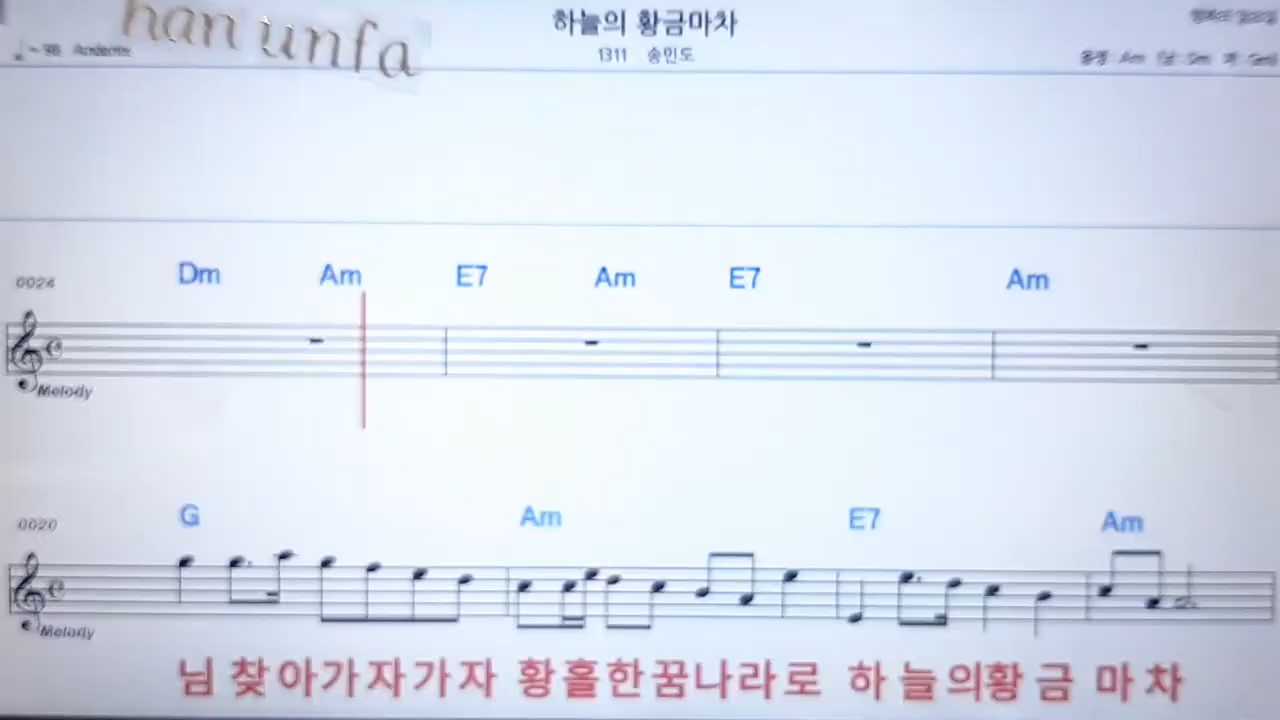 han unfa
하늘의 황금마차
1311 송인도
Dm Am E7 Am E7 Am
0024
Melody
G Am E7 Am
0020
Melody
님 찾아가자가자 황홀한꿈나라로 하늘의황금 마차